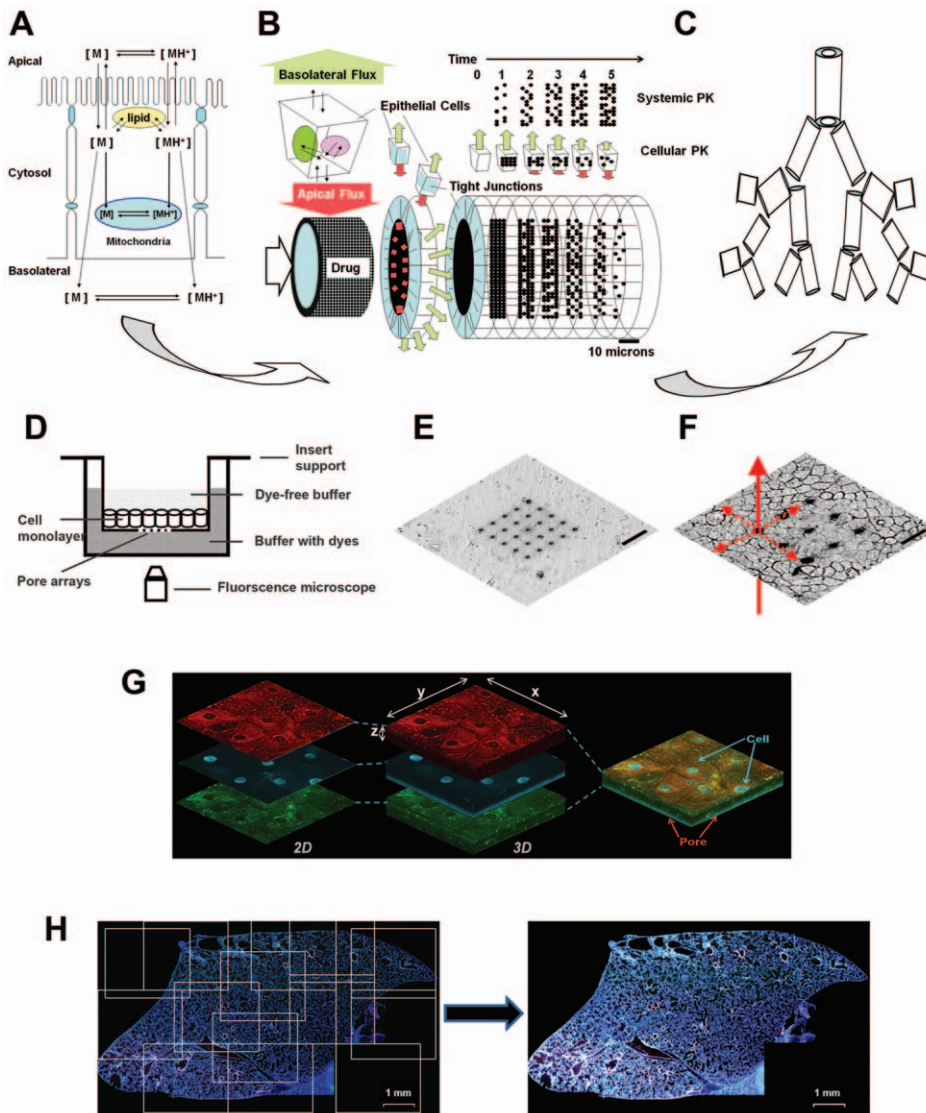 A
[M] [MH+]
Apical
lipid
[M] [MH+]
Cytosol
[M] [MH+]
Mitochondria
Basolateral
[M] [MH+]
B
Time
0 1 2 3 4 5
Basolateral Flux
Epithelial Cells
Systemic PK
Cellular PK
Apical Flux
Tight Junctions
Drug
10 microns
C
D
Insert
support
Dye-free buffer
Cell
monolayer
Buffer with dyes
Pore arrays
Fluorscence microscope
E
F
G
y x
z
Cell
Pore
2D 3D
H
1 mm
1 mm